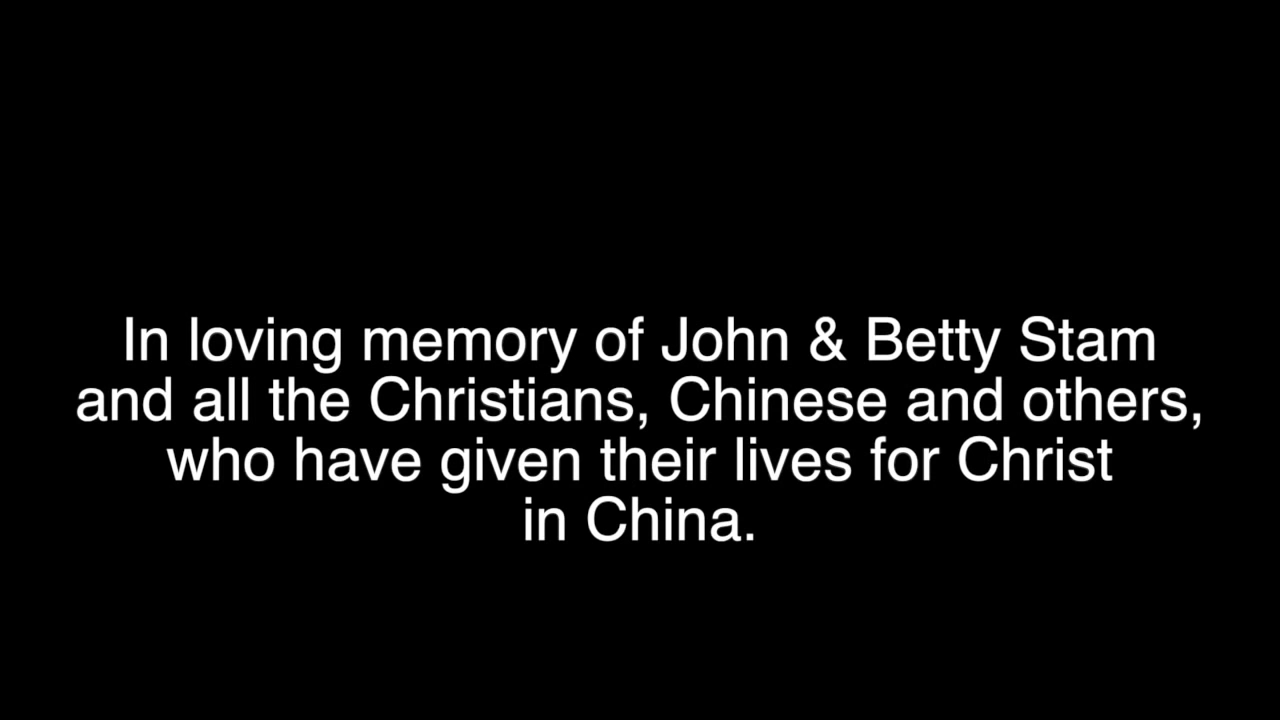 In loving memory of John & Betty Stam
and all the Christians, Chinese and others,
who have given their lives for Christ
in China.